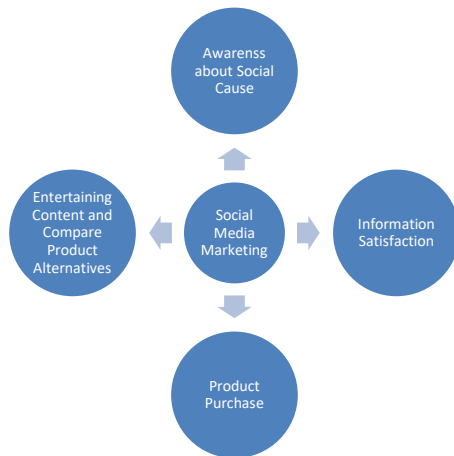 Awarenss
about Social
Cause
Entertaining
Content and
Compare
Product
Alternatives
Social
Media
Marketing
Information
Satisfaction
Product
Purchase